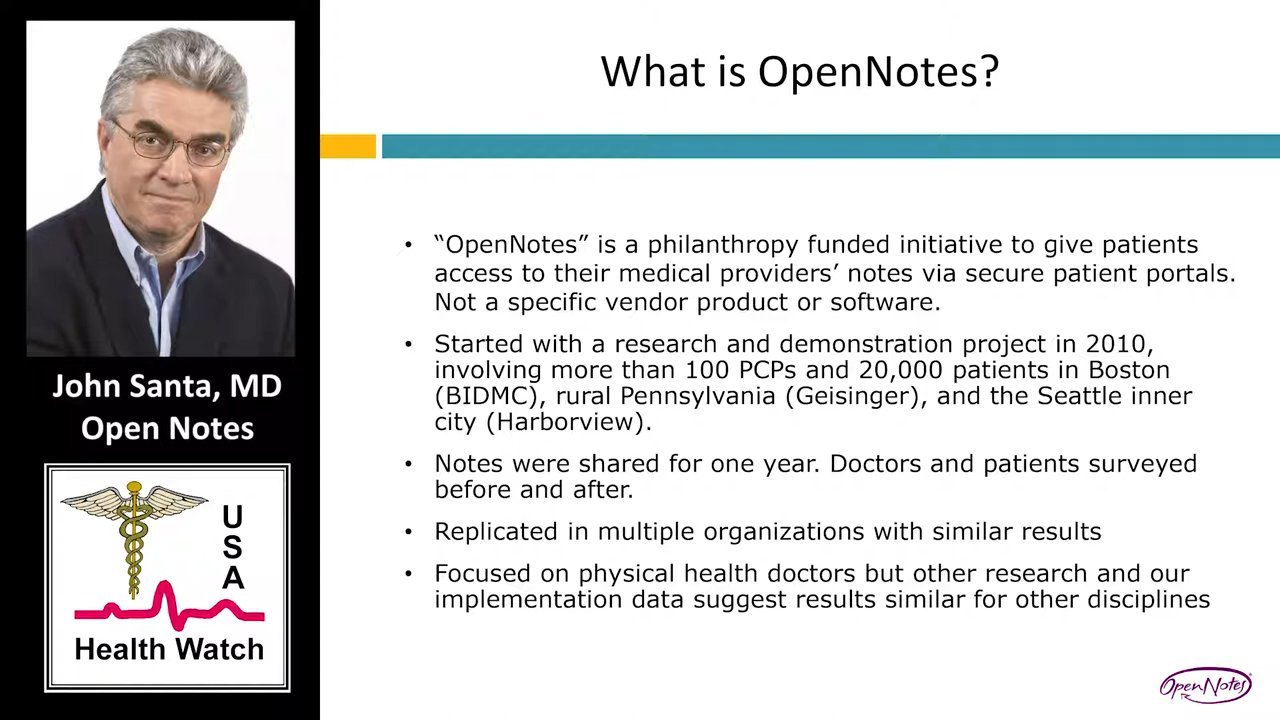 What is OpenNotes?
• “OpenNotes” is a philanthropy funded initiative to give patients
access to their medical providers’ notes via secure patient portals.
Not a specific vendor product or software.
• Started with a research and demonstration project in 2010,
involving more than 100 PCPs and 20,000 patients in Boston
(BIDMC), rural Pennsylvania (Geisinger), and the Seattle inner
city (Harborview).
• Notes were shared for one year. Doctors and patients surveyed
before and after.
• Replicated in multiple organizations with similar results
• Focused on physical health doctors but other research and our
implementation data suggest results similar for other disciplines
John Santa, MD
Open Notes
USA
Health Watch
OpenNotes